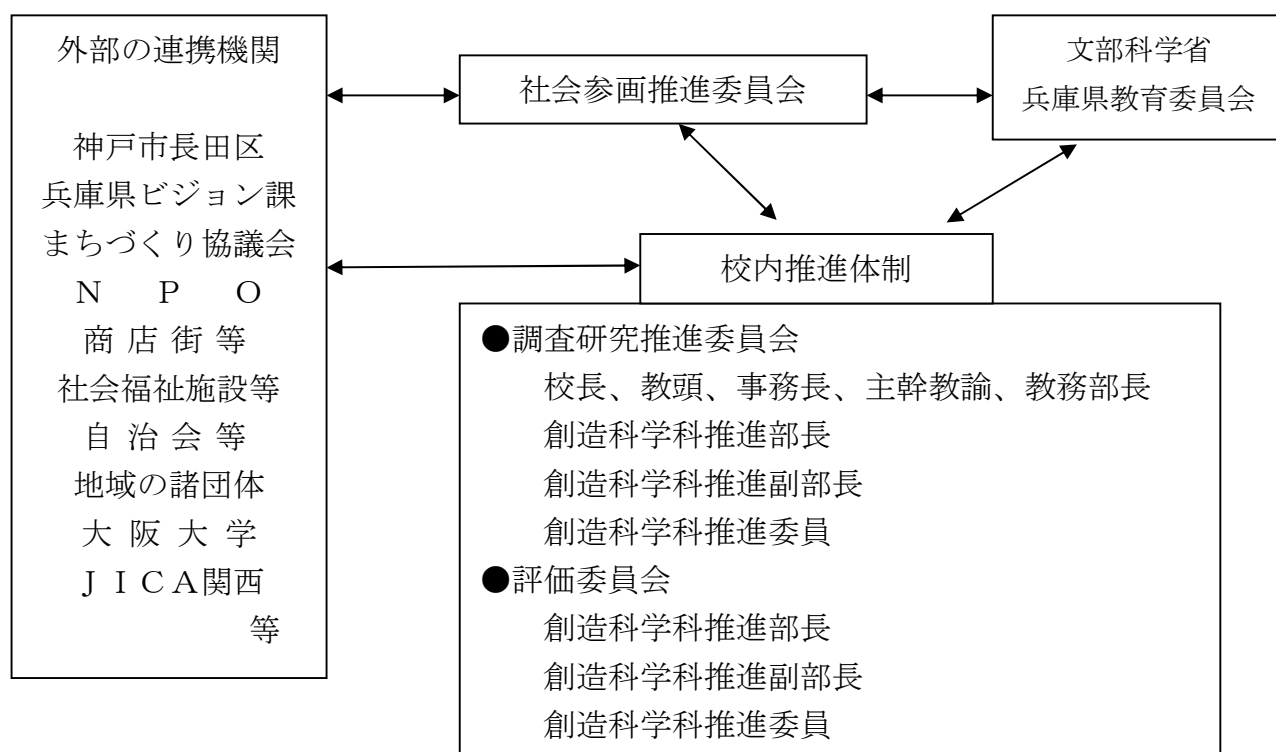 外部の連携機関
神戸市長田区
兵庫県ビジョン課
まちづくり協議会
N P O
商店街等
社会福祉施設等
自治会等
地域の諸団体
大阪大学
JICA関西
等
社会参画推進委員会
文部科学省
兵庫県教育委員会
校内推進体制
●調査研究推進委員会
校長、教頭、事務長、主幹教諭、教務部長
創造科学科推進部長
創造科学科推進副部長
創造科学科推進委員
●評価委員会
創造科学科推進部長
創造科学科推進副部長
創造科学科推進委員